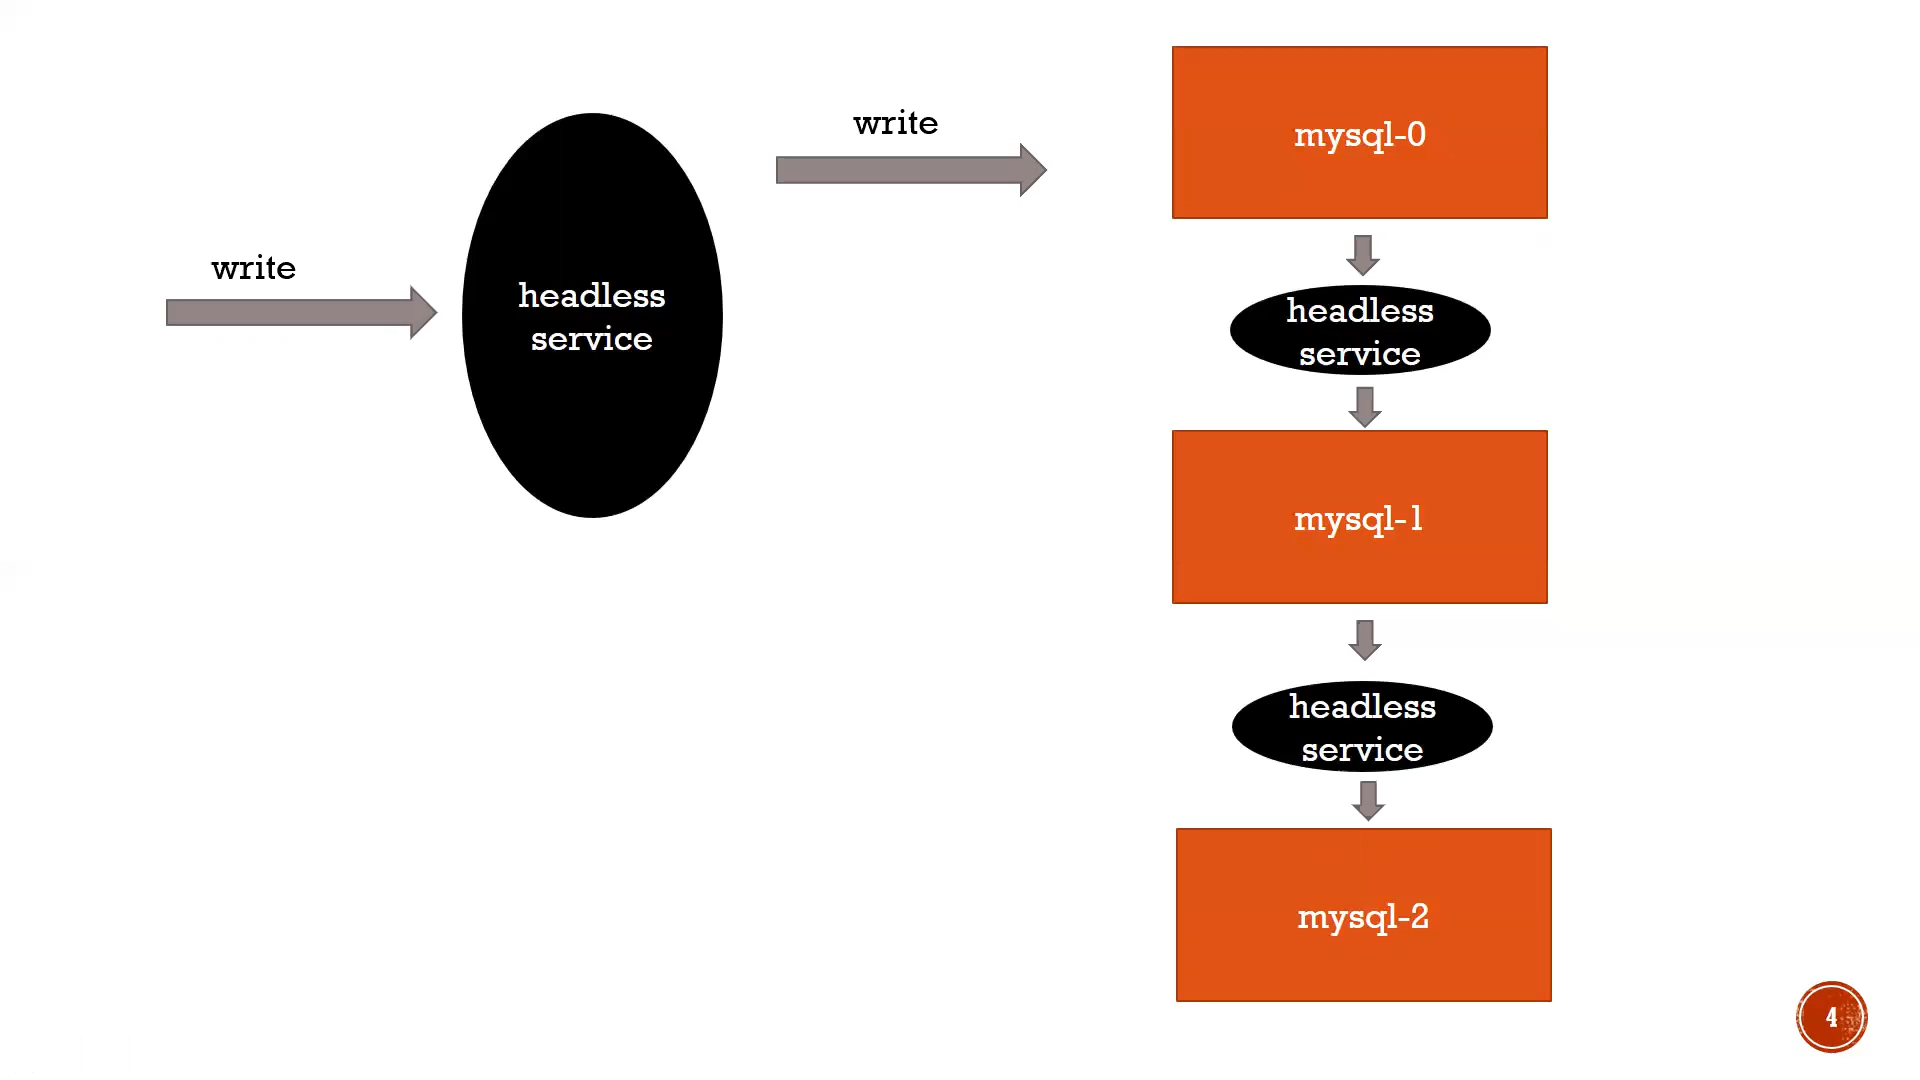 write
headless
service
write
mysql-0
headless
service
mysql-1
headless
service
mysql-2
4